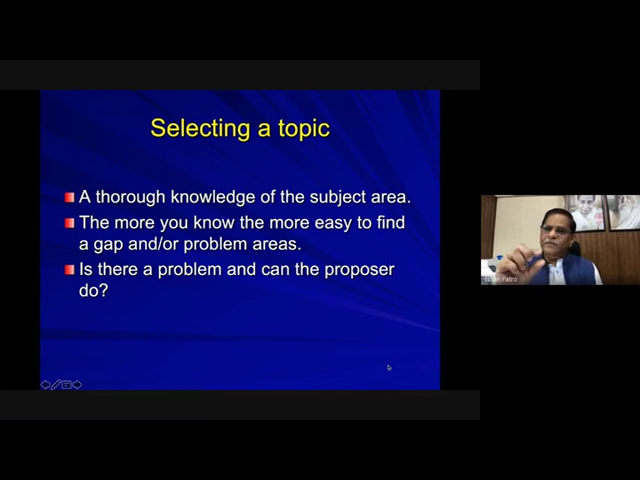 Selecting a topic
A thorough knowledge of the subject area.
The more you know the more easy to find
a gap and/or problem areas.
Is there a problem and can the proposer
do?
Patro